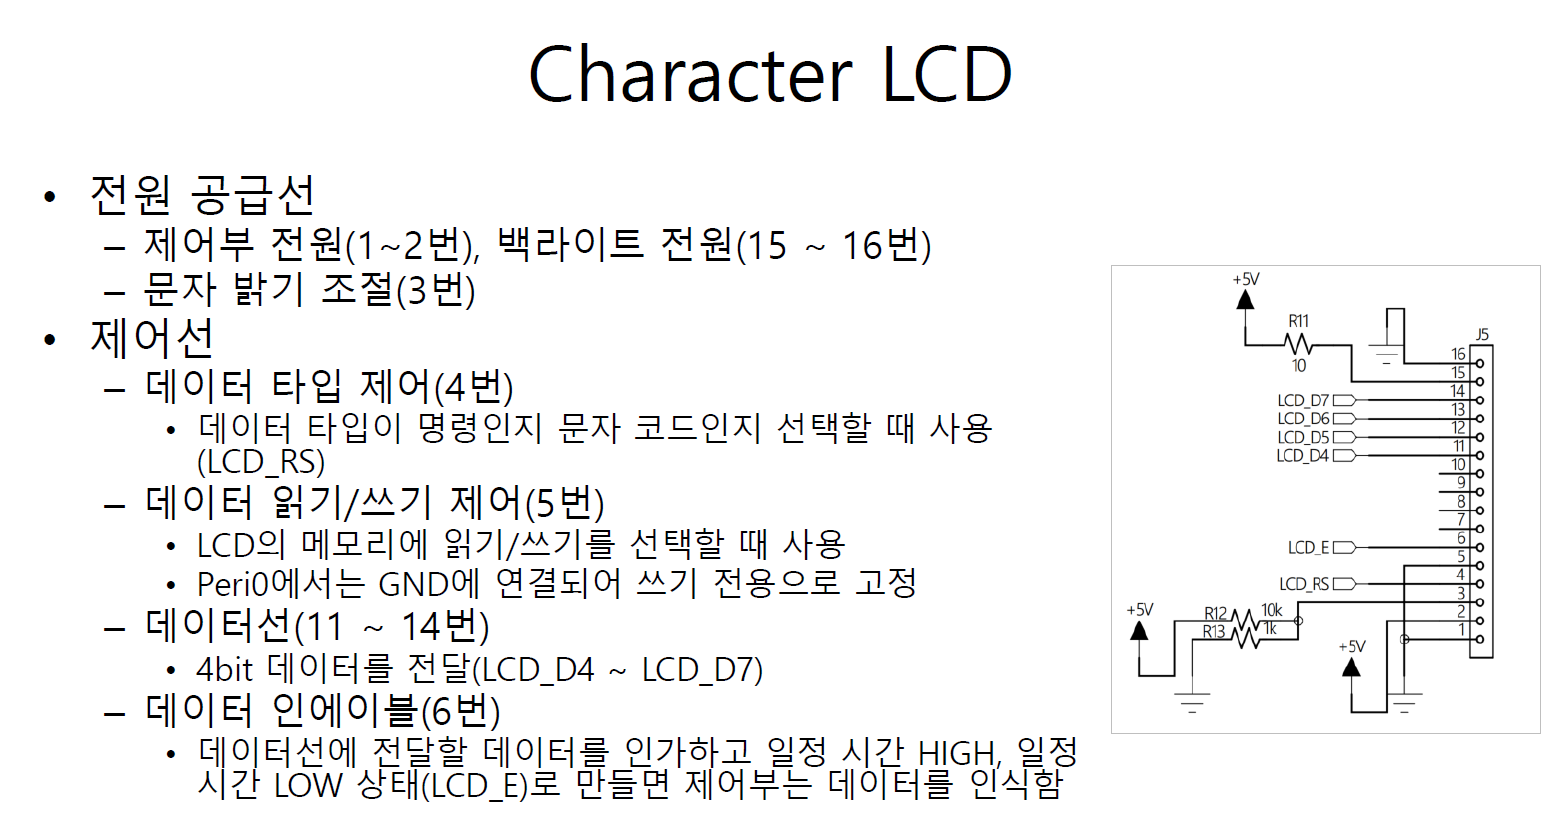 Character LCD
• 전원 공급선
– 제어부 전원(1~2번), 백라이트 전원(15 ~ 16번)
– 문자 밝기 조절(3번)
• 제어선
– 데이터 타입 제어(4번)
• 데이터 타입이 명령인지 문자 코드인지 선택할 때 사용
(LCD_RS)
– 데이터 읽기/쓰기 제어(5번)
• LCD의 메모리에 읽기/쓰기를 선택할 때 사용
• Peri0에서는 GND에 연결되어 쓰기 전용으로 고정
– 데이터선(11 ~ 14번)
• 4bit 데이터를 전달(LCD_D4 ~ LCD_D7)
– 데이터 인에이블(6번)
• 데이터선에 전달할 데이터를 인가하고 일정 시간 HIGH, 일정
시간 LOW 상태(LCD_E)로 만들면 제어부는 데이터를 인식함
+5V
R11
10
J5
16
15
LCD_D7 14
LCD_D6 13
LCD_D5 12
LCD_D4 11
10
9
8
7
LCD_E 6
5
LCD_RS 4
3
2
1
+5V
R12 10k
R13 1k
+5V